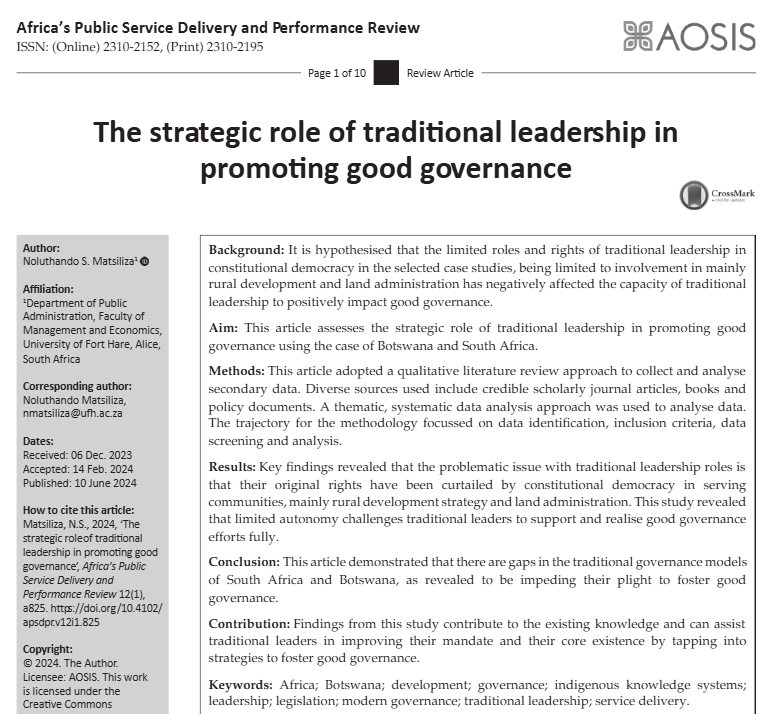 Africa's Public Service Delivery and Performance Review
ISSN: (Online) 2310-2152, (Print) 2310-2195
AOSIS
Page 1 of 10 Review Article
The strategic role of traditional leadership in
promoting good governance
CrossMark
Author:
Noluthando S. Matsiliza¹ iD
Affiliation:
¹Department of Public
Administration, Faculty of
Management and Economics,
University of Fort Hare, Alice,
South Africa
Corresponding author:
Noluthando Matsiliza,
nmatsiliza@ufh.ac.za
Dates:
Received: 06 Dec. 2023
Accepted: 14 Feb. 2024
Published: 10 June 2024
How to cite this article:
Matsiliza, N.S., 2024, 'The
strategic roleof traditional
leadership in promoting good
governance', Africa's Public
Service Delivery and
Performance Review 12(1),
a825. https://doi.org/10.4102/
apsdpr.v12i1.825
Copyright:
© 2024. The Author.
Licensee: AOSIS. This work
is licensed under the
Creative Commons
Background: It is hypothesised that the limited roles and rights of traditional leadership in
constitutional democracy in the selected case studies, being limited to involvement in mainly
rural development and land administration has negatively affected the capacity of traditional
leadership to positively impact good governance.
Aim: This article assesses the strategic role of traditional leadership in promoting good
governance using the case of Botswana and South Africa.
Methods: This article adopted a qualitative literature review approach to collect and analyse
secondary data. Diverse sources used include credible scholarly journal articles, books and
policy documents. A thematic, systematic data analysis approach was used to analyse data.
The trajectory for the methodology focussed on data identification, inclusion criteria, data
screening and analysis.
Results: Key findings revealed that the problematic issue with traditional leadership roles is
that their original rights have been curtailed by constitutional democracy in serving
communities, mainly rural development strategy and land administration. This study revealed
that limited autonomy challenges traditional leaders to support and realise good governance
efforts fully.
Conclusion: This article demonstrated that there are gaps in the traditional governance models
of South Africa and Botswana, as revealed to be impeding their plight to foster good
governance.
Contribution: Findings from this study contribute to the existing knowledge and can assist
traditional leaders in improving their mandate and their core existence by tapping into
strategies to foster good governance.
Keywords: Africa; Botswana; development; governance; indigenous knowledge systems;
leadership; legislation; modern governance; traditional leadership; service delivery.